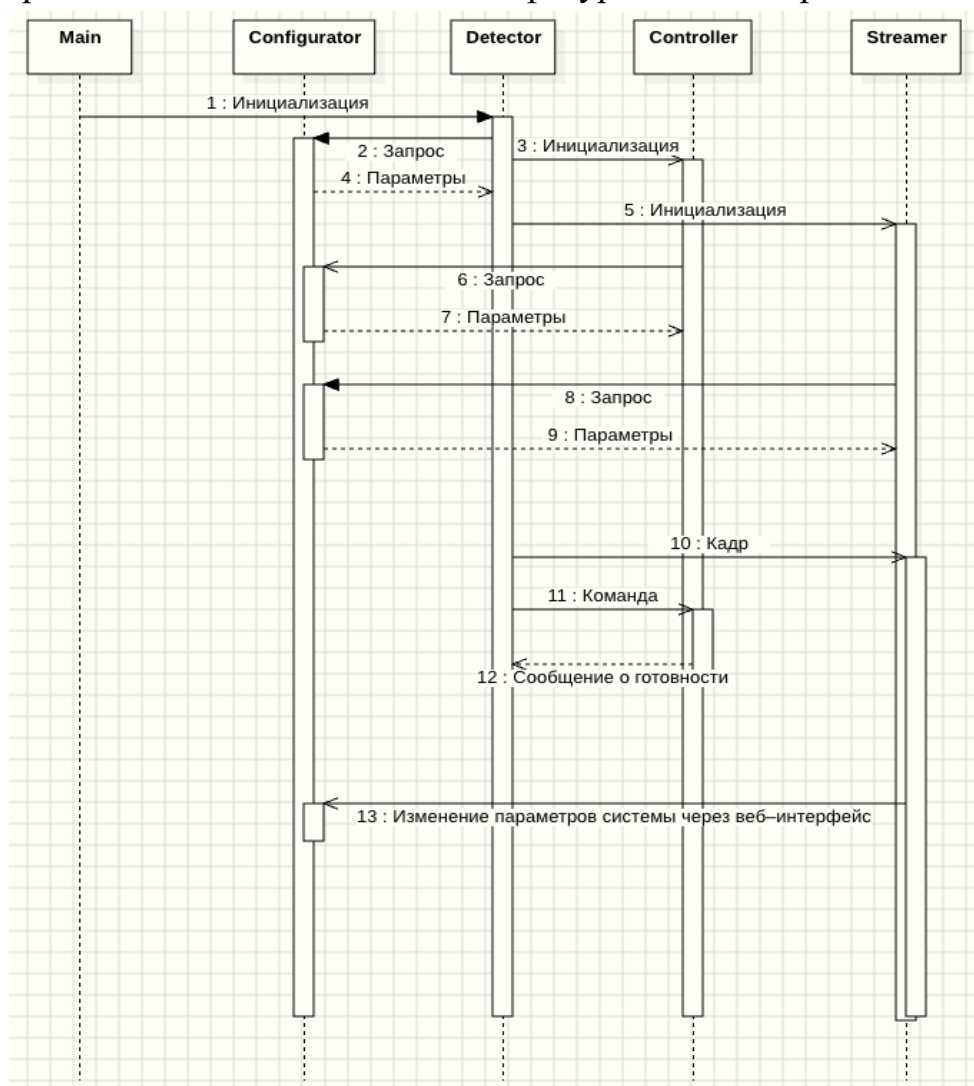 Main
Configurator
Detector
Controller
Streamer
1 : Инициализация
2 : Запрос
3 : Инициализация
4 : Параметры
5 : Инициализация
6 : Запрос
7 : Параметры
8 : Запрос
9 : Параметры
10 : Кадр
11 : Команда
12 : Сообщение о готовности
13 : Изменение параметров системы через веб–интерфейс